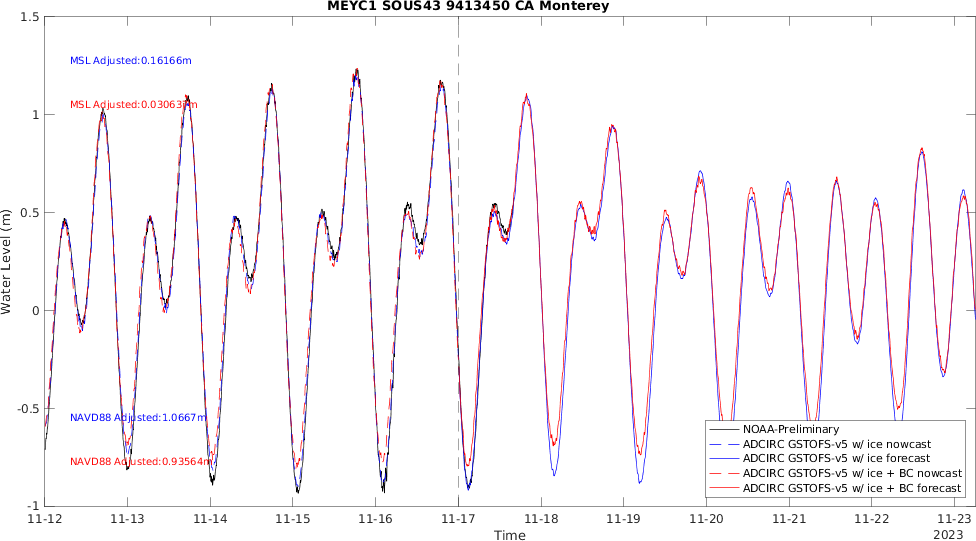 MEYC1 SOUS43 9413450 CA Monterey
1.5
MSL Adjusted:0.16166m
MSL Adjusted:0.03063 m
1
0.5
Water Level (m)
0
-0.5
NAVD88 Adjusted:1.0667m
NAVD88 Adjusted:0.93564m
-1
NOAA-Preliminary
ADCIRC GSTOFS-v5 w/ ice nowcast
ADCIRC GSTOFS-v5 w/ ice forecast
ADCIRC GSTOFS-v5 w/ ice + BC nowcast
ADCIRC GSTOFS-v5 w/ ice + BC forecast
11-12 11-13 11-14 11-15 11-16 11-17 11-18 11-19 11-20 11-21 11-22 11-23
Time
2023